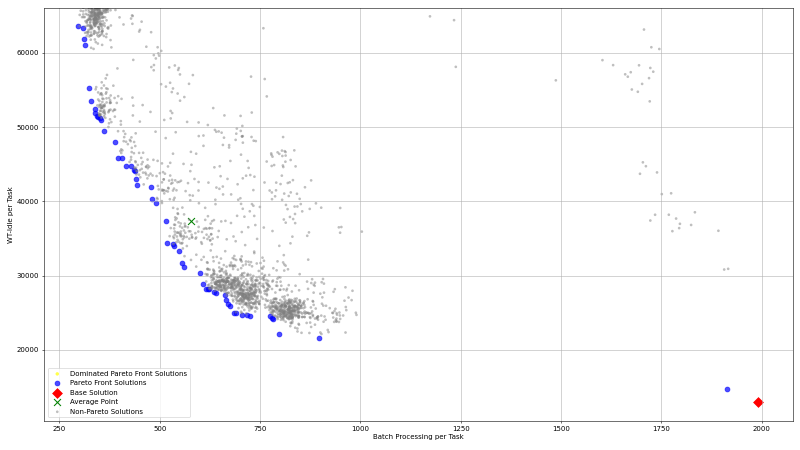 60000
50000
40000
30000
20000
WT-Idle per Task
250
500
750
1000
1250
1500
1750
2000
Batch Processing per Task
Dominated Pareto Front Solutions
Pareto Front Solutions
Base Solution
Average Point
Non-Pareto Solutions